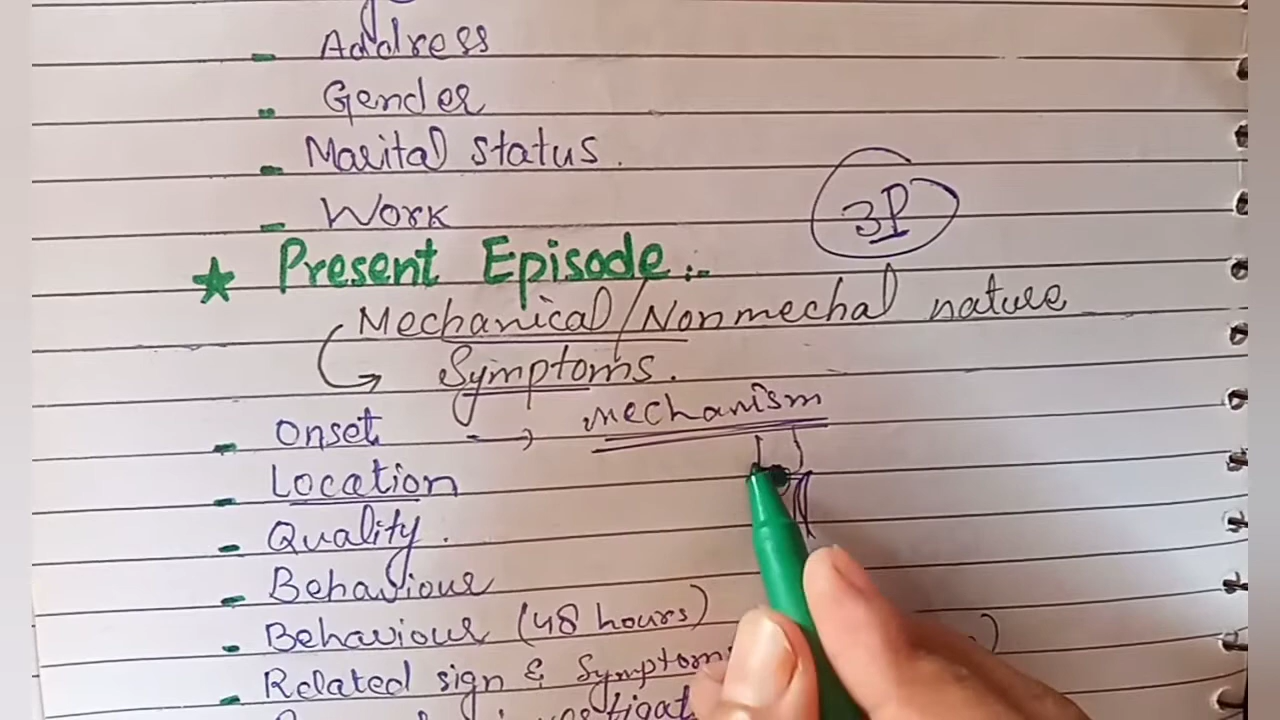 - Address
- Gender
- Marital status.
- Work
3P
★ Present Episode:-
Mechanical/Nonmechal nature
Symptoms.
- Onset → Mechanism
- Location
- Quality.
- Behaviour
- Behaviour (48 hours)
- Related sign & Symptom